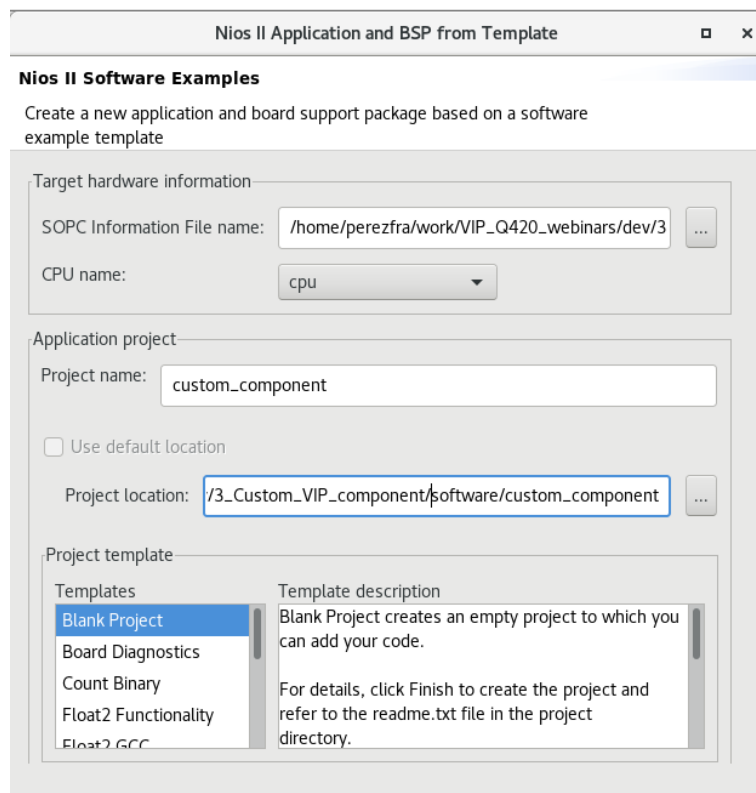 Nios II Application and BSP from Template
Nios II Software Examples
Create a new application and board support package based on a software
example template
Target hardware information
SOPC Information File name:
/home/perezfra/work/VIP_Q420_webinars/dev/3
...
CPU name:
cpu
Application project
Project name:
custom_component
Use default location
Project location:
/3_Custom_VIP_component/software/custom_component
...
Project template
Templates
Blank Project
Board Diagnostics
Count Binary
Float2 Functionality
Float2 GCC
Template description
Blank Project creates an empty project to which you
can add your code.
For details, click Finish to create the project and
refer to the readme.txt file in the project
directory.